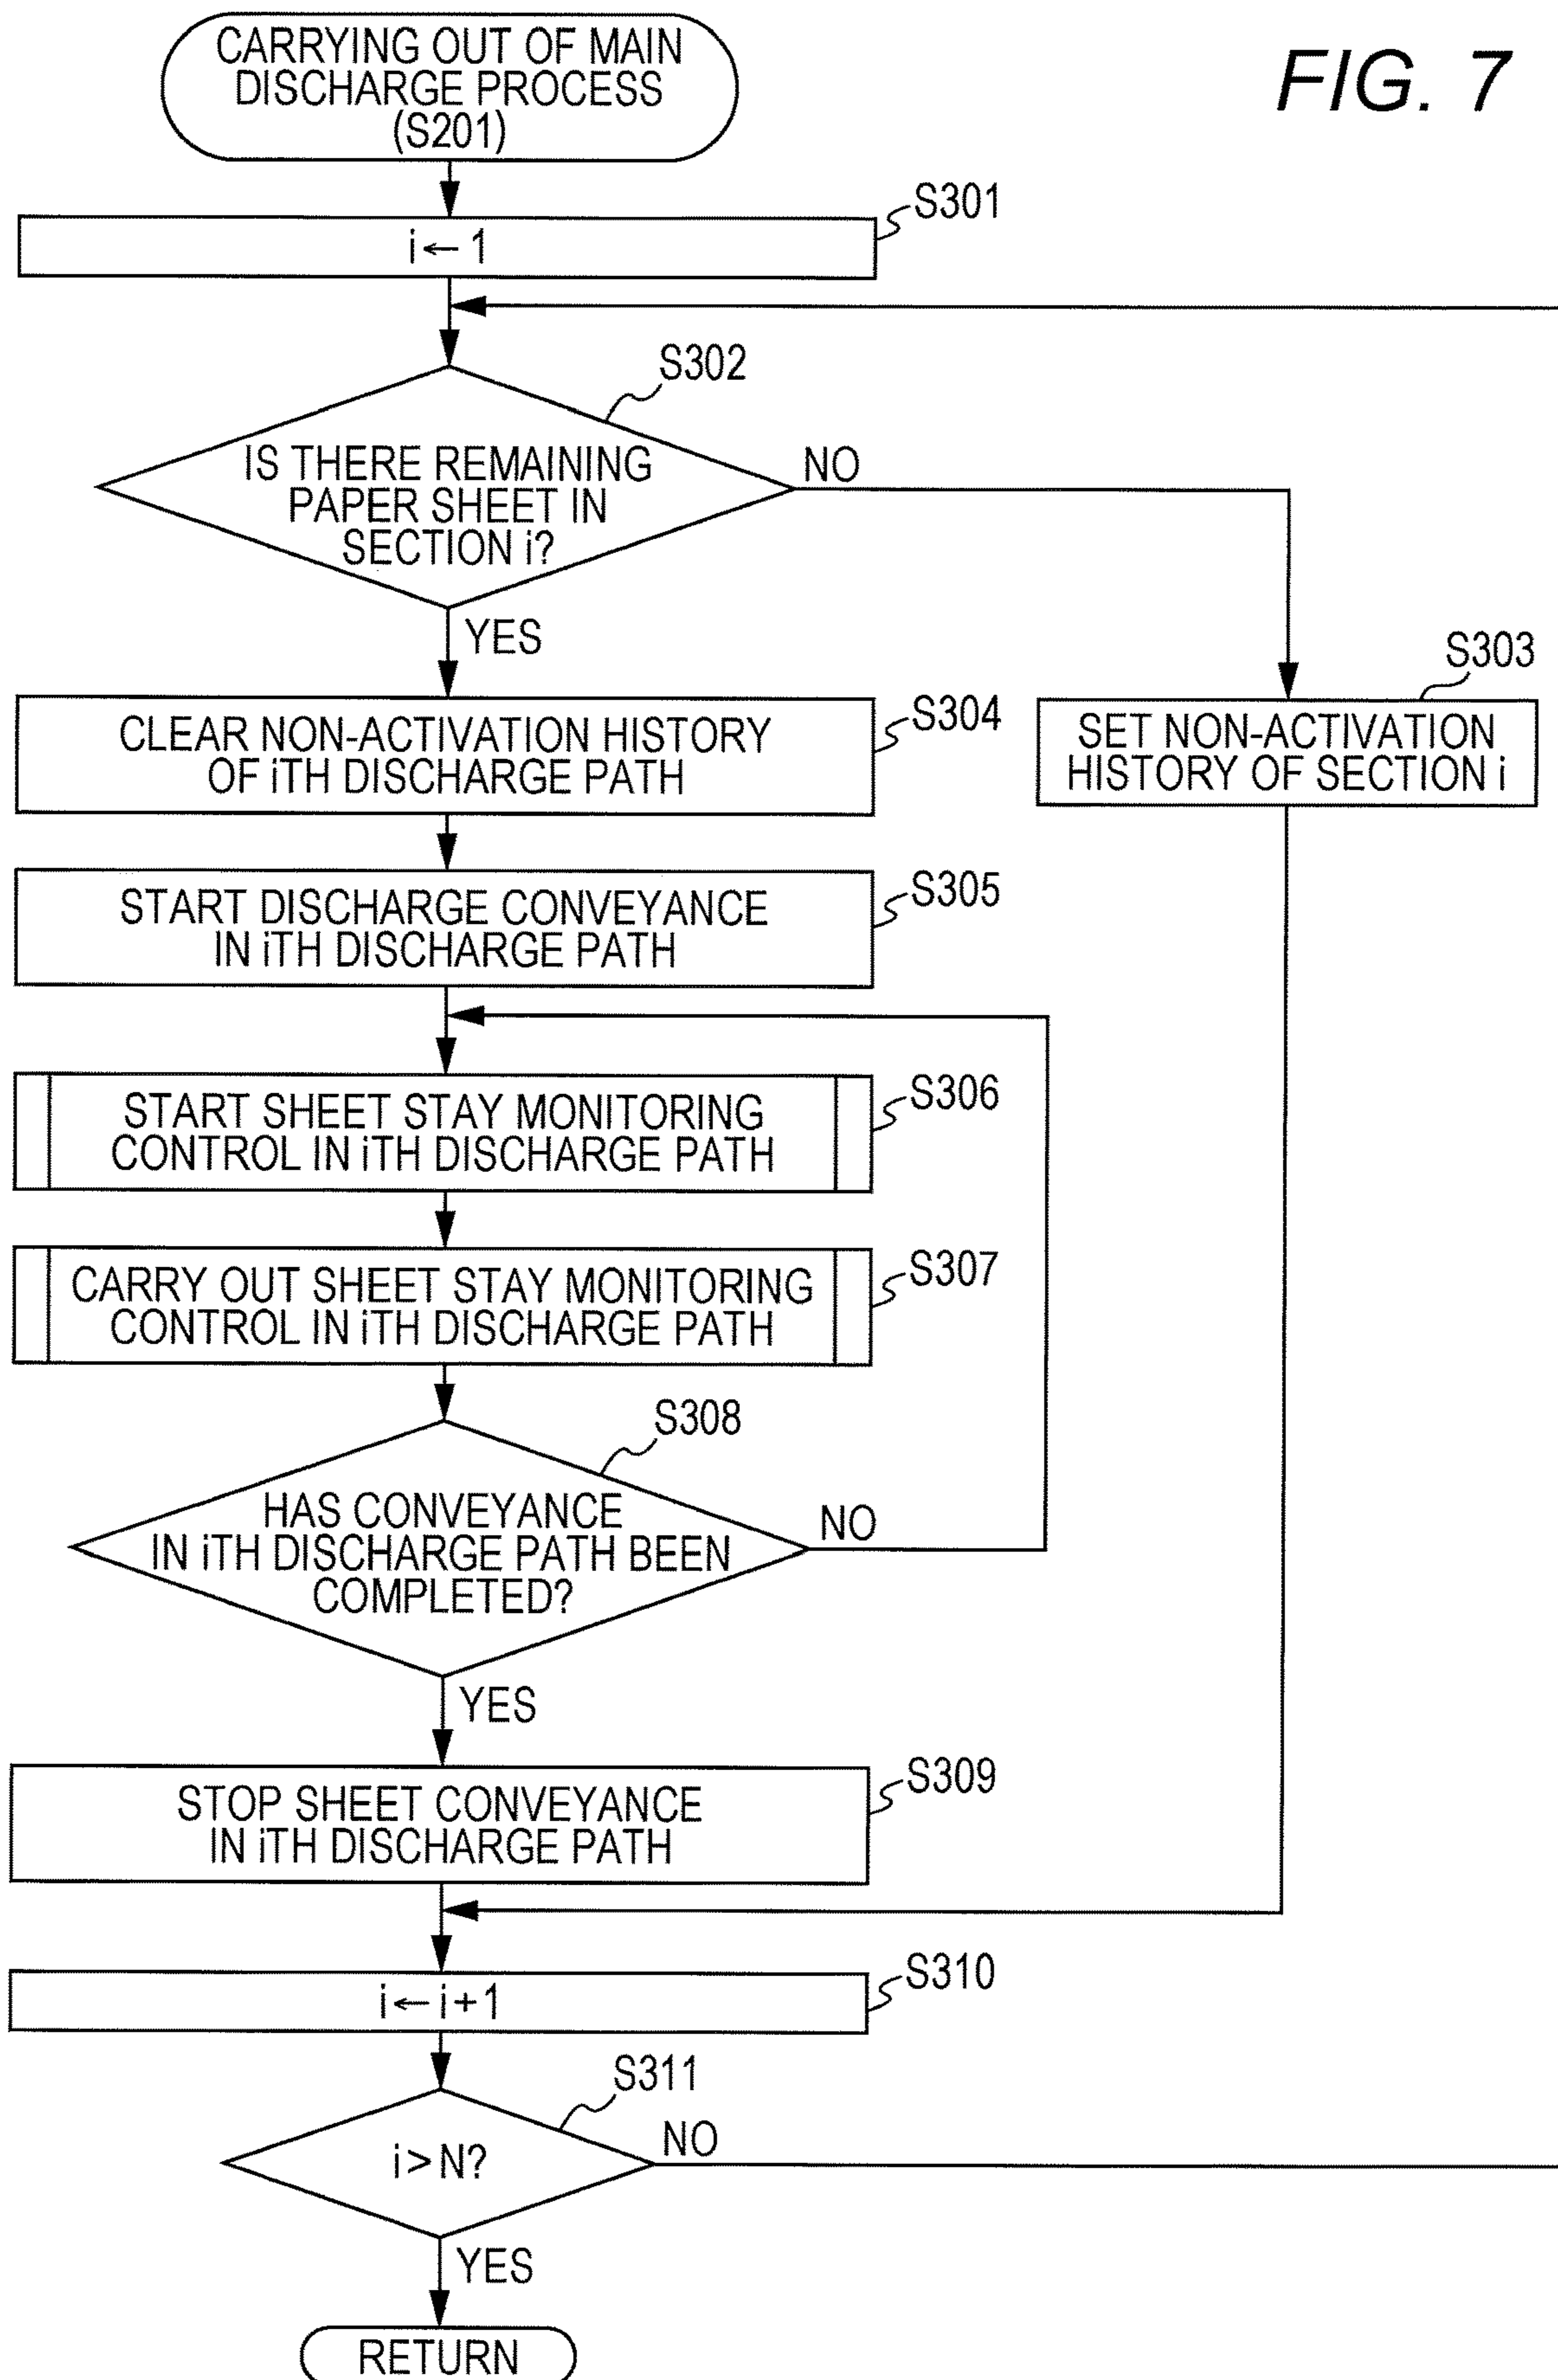 FIG. 7
CARRYING OUT OF MAIN
DISCHARGE PROCESS
(S201)
S301
i←1
S302
IS THERE REMAINING
PAPER SHEET IN
SECTION i?
NO
YES
S303
SET NON-ACTIVATION
HISTORY OF SECTION i
S304
CLEAR NON-ACTIVATION HISTORY
OF iTH DISCHARGE PATH
S305
START DISCHARGE CONVEYANCE
IN iTH DISCHARGE PATH
S306
START SHEET STAY MONITORING
CONTROL IN iTH DISCHARGE PATH
S307
CARRY OUT SHEET STAY MONITORING
CONTROL IN iTH DISCHARGE PATH
S308
HAS CONVEYANCE
IN iTH DISCHARGE PATH BEEN
COMPLETED?
NO
YES
S309
STOP SHEET CONVEYANCE
IN iTH DISCHARGE PATH
S310
i←i+1
S311
i>N?
NO
YES
RETURN